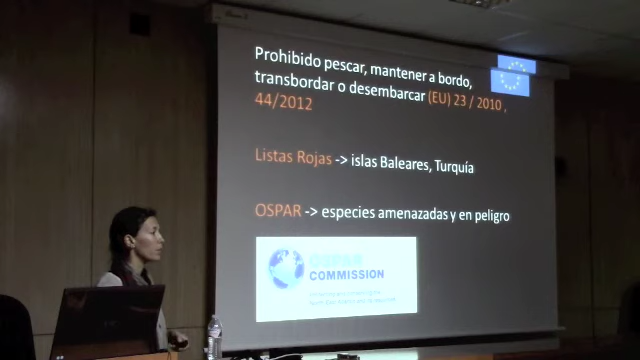 Prohibido pescar, mantener a bordo,
transbordar o desembarcar (EU) 23 / 2010 ,
44/2012
Listas Rojas -> islas Baleares, Turquía
OSPAR -> especies amenazadas y en peligro
OSPAR
COMMISSION